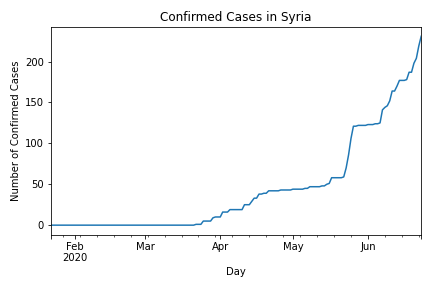 Confirmed Cases in Syria
Number of Confirmed Cases
200
150
100
50
0
Feb Mar Apr May Jun
2020
Day